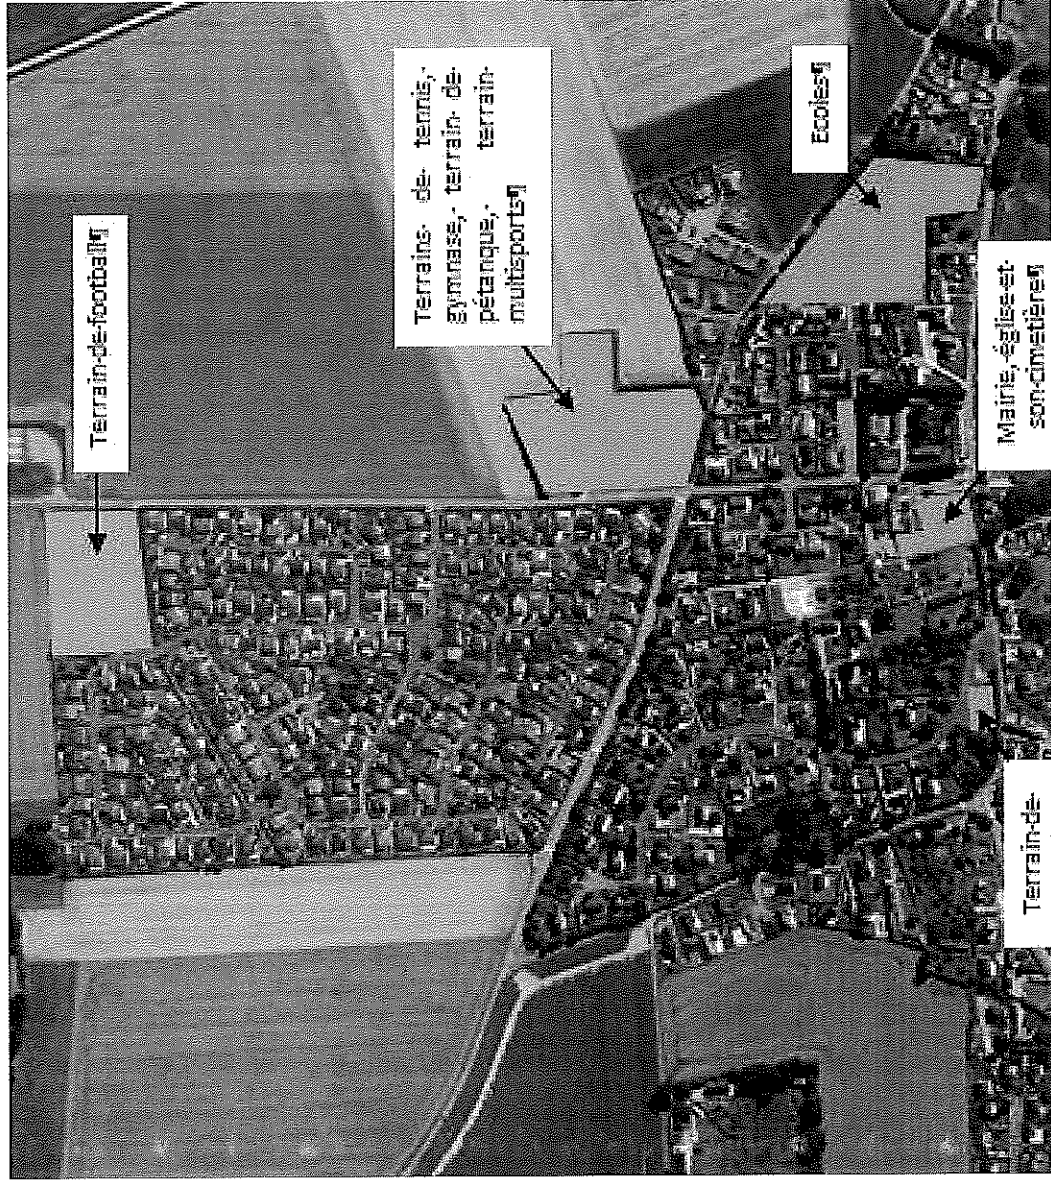 Terrain·de·football¶
Terrains· de· tennis,·
gymnase,· terrain· de·
pétanque,· terrain·
multisports¶
Ecoles¶
Mairie,·église·et·
son·cimetière¶
Terrain·de·